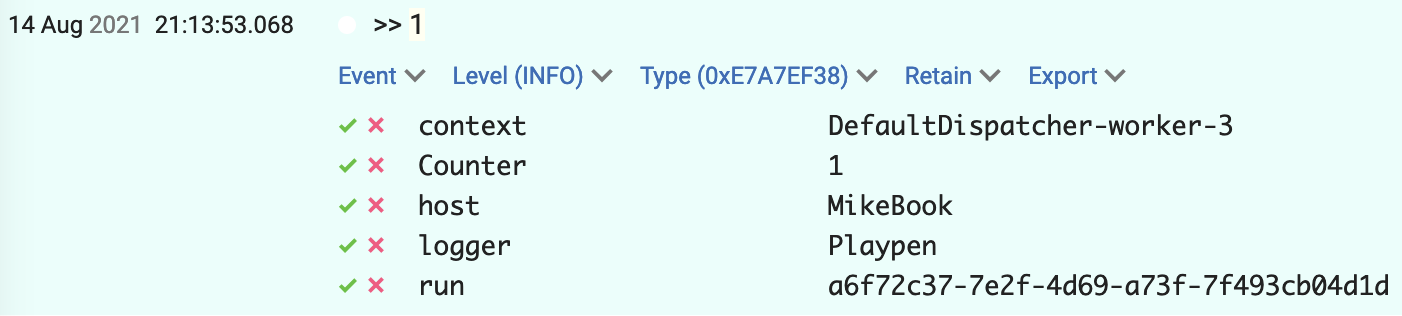 14 Aug 2021 21:13:53.068 >> 1
Event Level (INFO) Type (0xE7A7EF38) Retain Export
context DefaultDispatcher-worker-3
Counter 1
host MikeBook
logger Playpen
run a6f72c37-7e2f-4d69-a73f-7f493cb04d1d